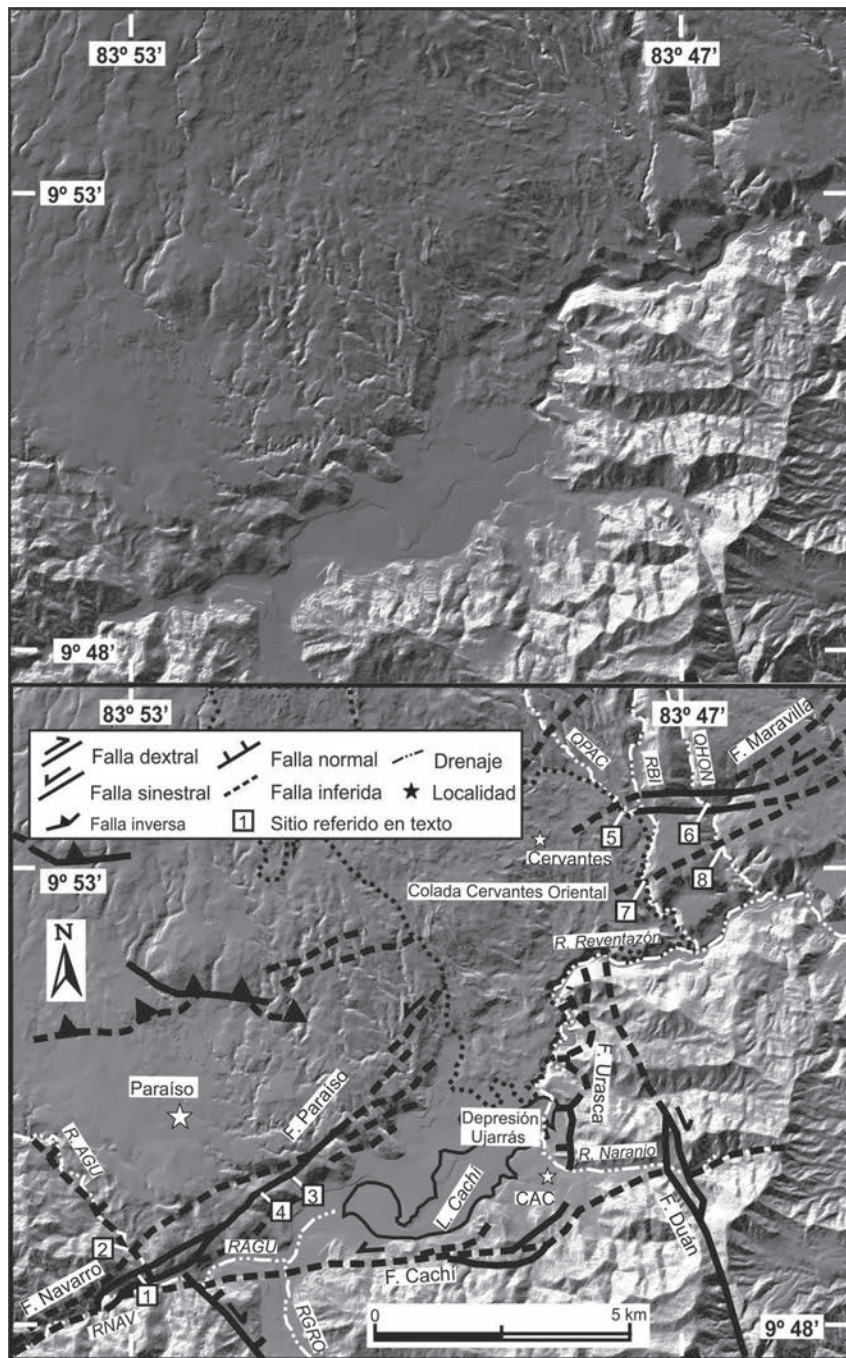 83º 53’
83º 47’
9º 53’
9º 48’
83º 53’
83º 47’
Falla dextral
Falla normal
Drenaje
Falla sinestral
Falla inferida
Localidad
Falla inversa
1 Sitio referido en texto
QPAC
RBI
QHON
F. Maravilla
5
6
Cervantes
8
9º 53’
Colada Cervantes Oriental
7
N
R. Reventazón
F. Urasca
Paraíso
F. Paraíso
Depresión
Ujarrás
R. Naranjo
R. AGU
3
4
L. Cachí
CAC
F. Duán
2
RAGU
F. Navarro
1
F. Cachí
RNAV
RGRO
0
5 km
9º 48’